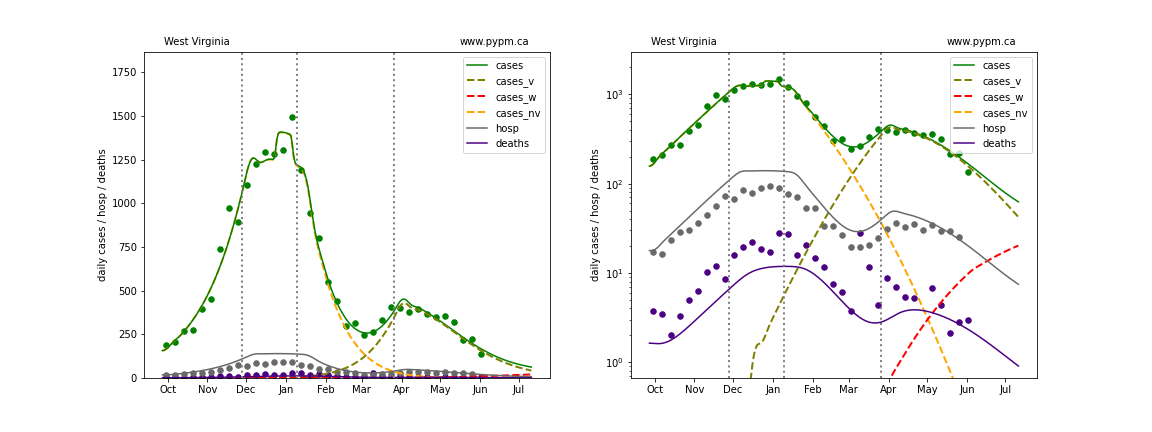 West Virginia www.pypm.ca
daily cases / hosp / deaths
1750
1500
1250
1000
750
500
250
0
Oct Nov Dec Jan Feb Mar Apr May Jun Jul
cases
cases_v
cases_w
cases_nv
hosp
deaths
West Virginia www.pypm.ca
daily cases / hosp / deaths
10³
10²
10¹
10⁰
Oct Nov Dec Jan Feb Mar Apr May Jun Jul
cases
cases_v
cases_w
cases_nv
hosp
deaths